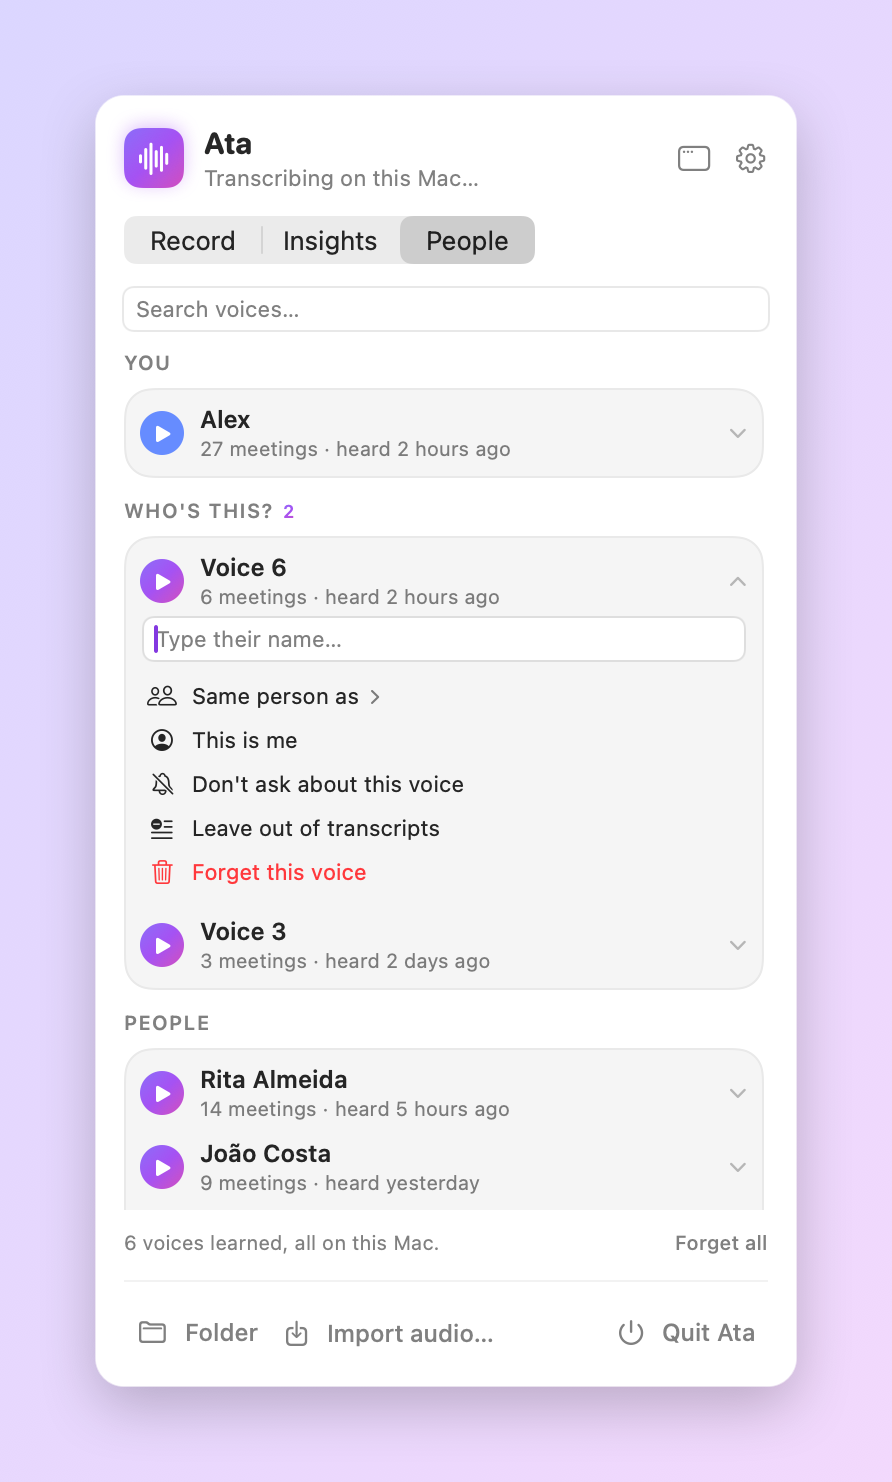 Ata
Transcribing on this Mac...
Record
Insights
People
Search voices...
YOU
Alex
27 meetings · heard 2 hours ago
WHO'S THIS? 2
Voice 6
6 meetings · heard 2 hours ago
Type their name...
Same person as
This is me
Don't ask about this voice
Leave out of transcripts
Forget this voice
Voice 3
3 meetings · heard 2 days ago
PEOPLE
Rita Almeida
14 meetings · heard 5 hours ago
João Costa
9 meetings · heard yesterday
6 voices learned, all on this Mac.
Forget all
Folder
Import audio...
Quit Ata